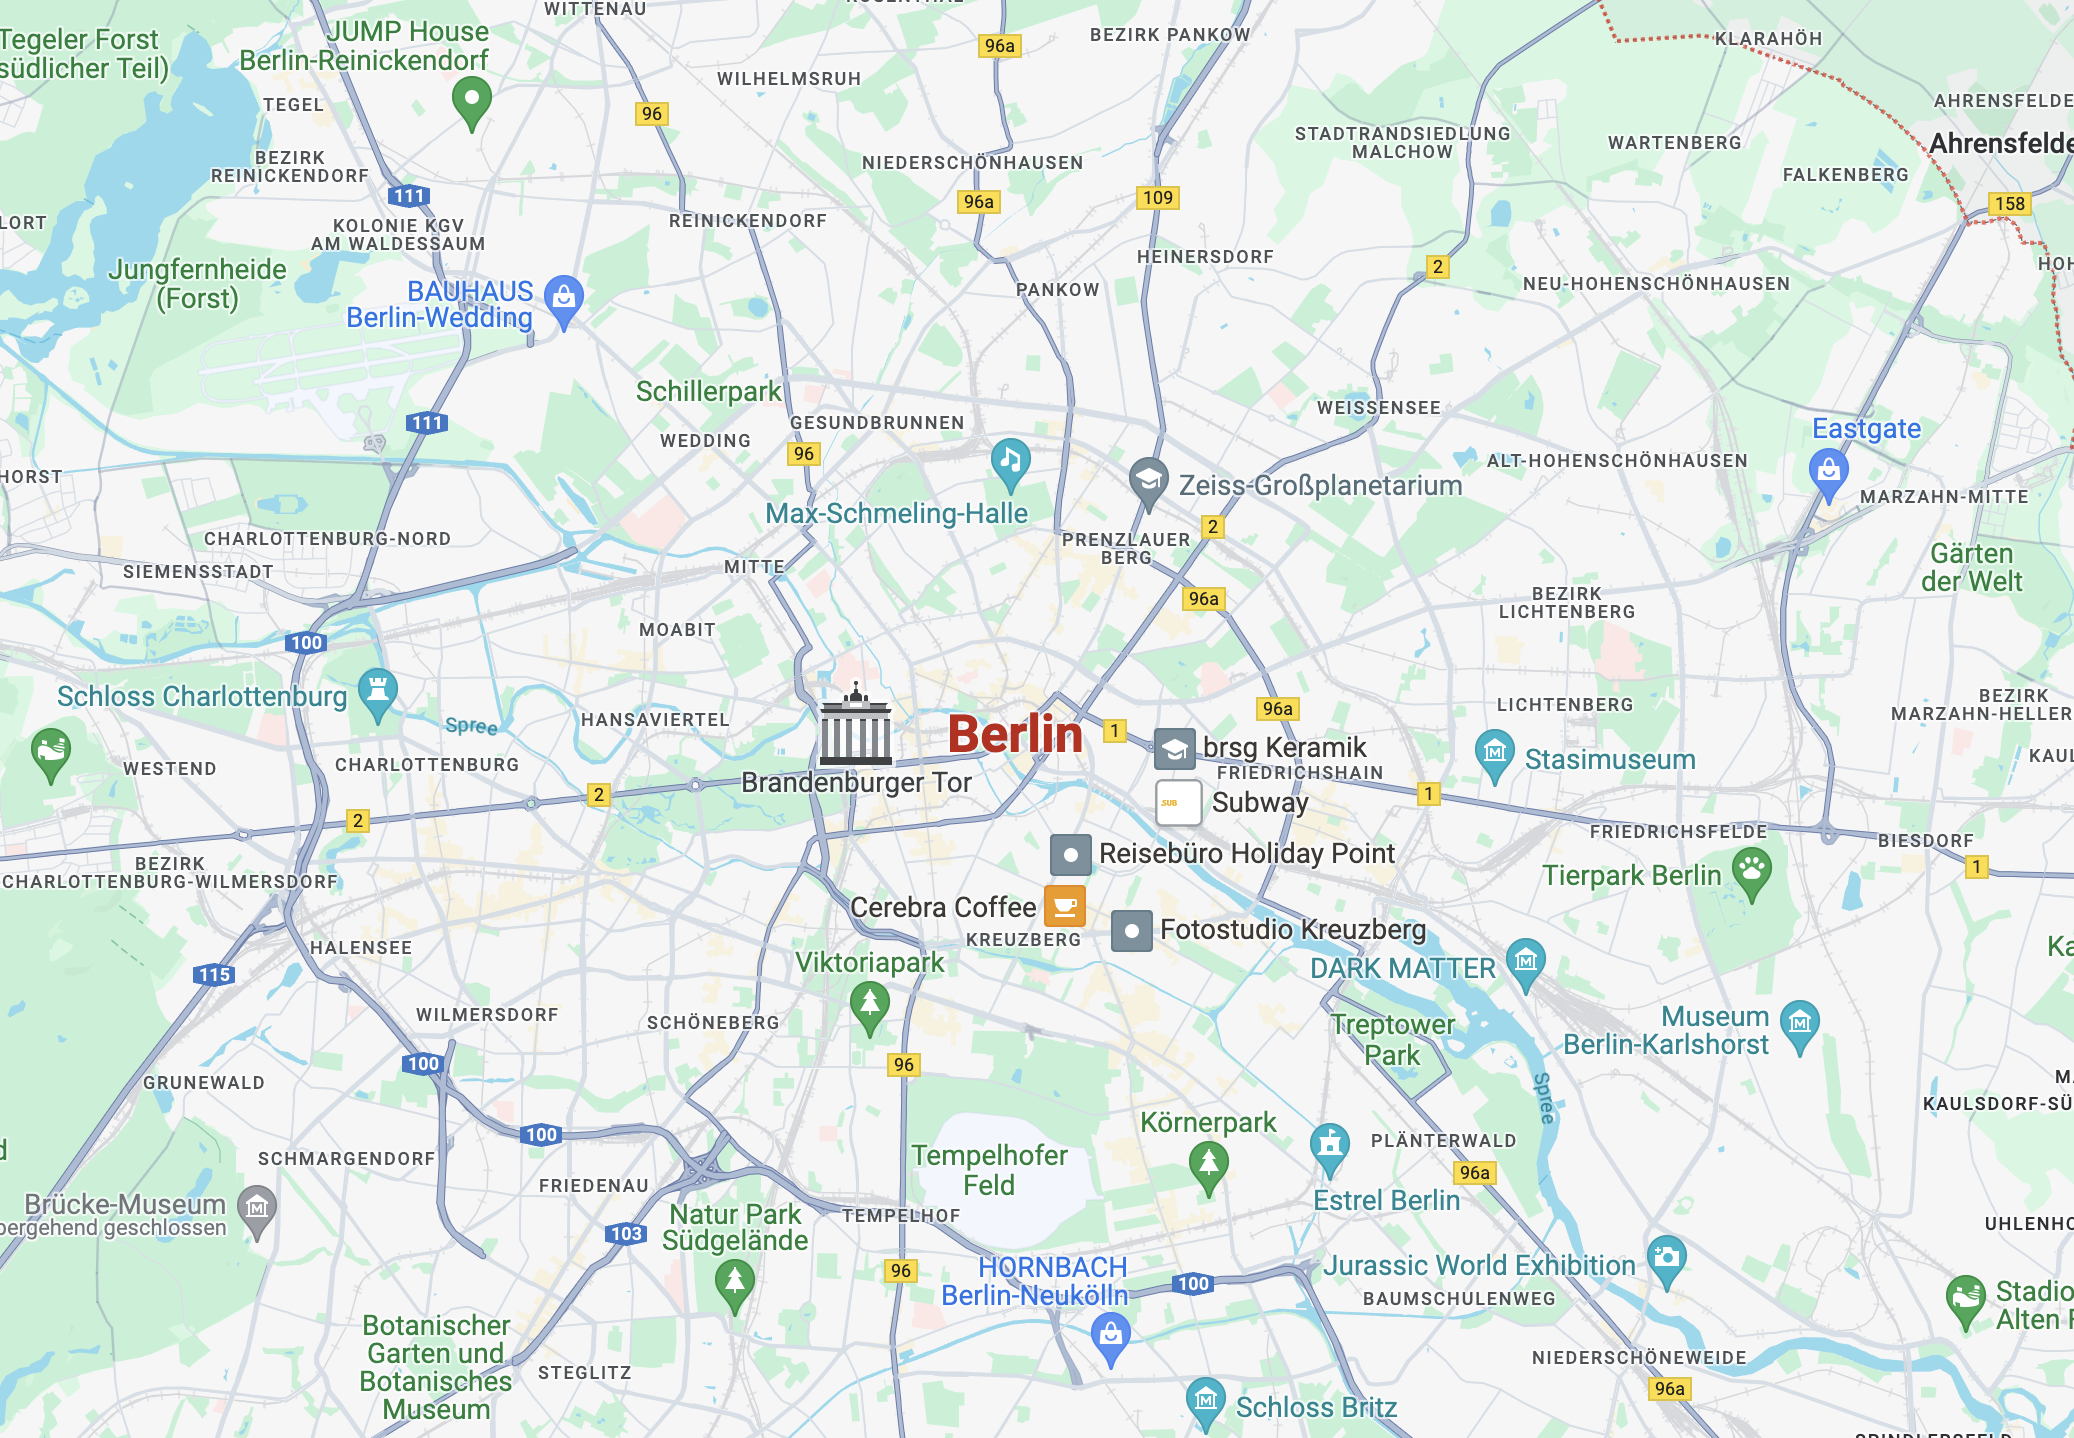 WITTENAU
Tegeler Forst
südlicher Teil)
JUMP House
Berlin-Reinickendorf
96a
BEZIRK PANKOW
KLARAHÖH
WILHELMSRUH
TEGEL
96
AHRENSFELDE
Ahrensfelde
STADTRANDSIEDLUNG
MALCHOW
WARTENBERG
BEZIRK
REINICKENDORF
NIEDERSCHÖNHAUSEN
FALKENBERG
111
96a
109
158
LORT
KOLONIE KGV
AM WALDESSAUM
REINICKENDORF
HEINERSDORF
2
HOH
Jungfernheide
(Forst)
BAUHAUS
Berlin-Wedding
PANKOW
NEU-HOHENSCHÖNHAUSEN
Schillerpark
111
GESUNDBRUNNEN
WEISSENSEE
Eastgate
WEDDING
96
HORST
ALT-HOHENSCHÖNHAUSEN
Zeiss-Großplanetarium
MARZAHN-MITTE
Max-Schmeling-Halle
2
CHARLOTTENBURG-NORD
PRENZLAUER
BERG
Gärten
der Welt
SIEMENSSTADT
MITTE
96a
BEZIRK
LICHTENBERG
100
MOABIT
Schloss Charlottenburg
Spree
HANSAVIERTEL
96a
LICHTENBERG
BEZIRK
MARZAHN-HELLER
Berlin
1
brsg Keramik
Stasimuseum
KAUL
WESTEND
CHARLOTTENBURG
Brandenburger Tor
FRIEDRICHSHAIN
2
2
SUB
Subway
1
FRIEDRICHSFELDE
BIESDORF
BEZIRK
CHARLOTTENBURG-WILMERSDORF
Reisebüro Holiday Point
Tierpark Berlin
1
Cerebra Coffee
Fotostudio Kreuzberg
HALENSEE
KREUZBERG
Ka
115
Viktoriapark
DARK MATTER
WILMERSDORF
SCHÖNEBERG
Treptower
Park
Museum
Berlin-Karlshorst
100
96
GRUNEWALD
Spree
KAULSDORF-SÜ
100
Körnerpark
PLÄNTERWALD
SCHMARGENDORF
Tempelhofer
Feld
96a
FRIEDENAU
Brücke-Museum
bergehend geschlossen
Estrel Berlin
Natur Park
Südgelände
TEMPELHOF
UHLENHO
103
96
HORNBACH
Berlin-Neukölln
100
Jurassic World Exhibition
BAUMSCHULENWEG
Stadio
Alten F
Botanischer
Garten und
Botanisches
Museum
STEGLITZ
NIEDERSCHÖNEWEIDE
96a
Schloss Britz